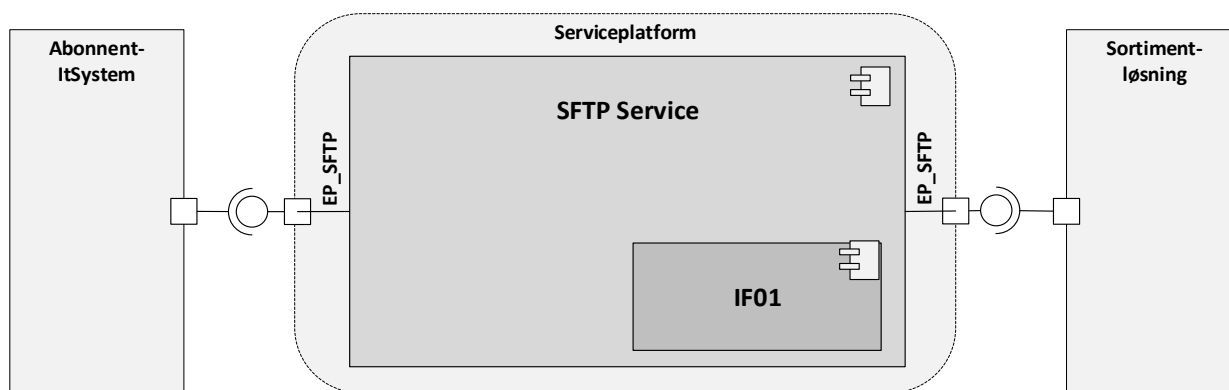 Abonnent-
ItSystem
Serviceplatform
SFTP Service
EP_SFTP
EP_SFTP
IF01
Sortiment-
løsning